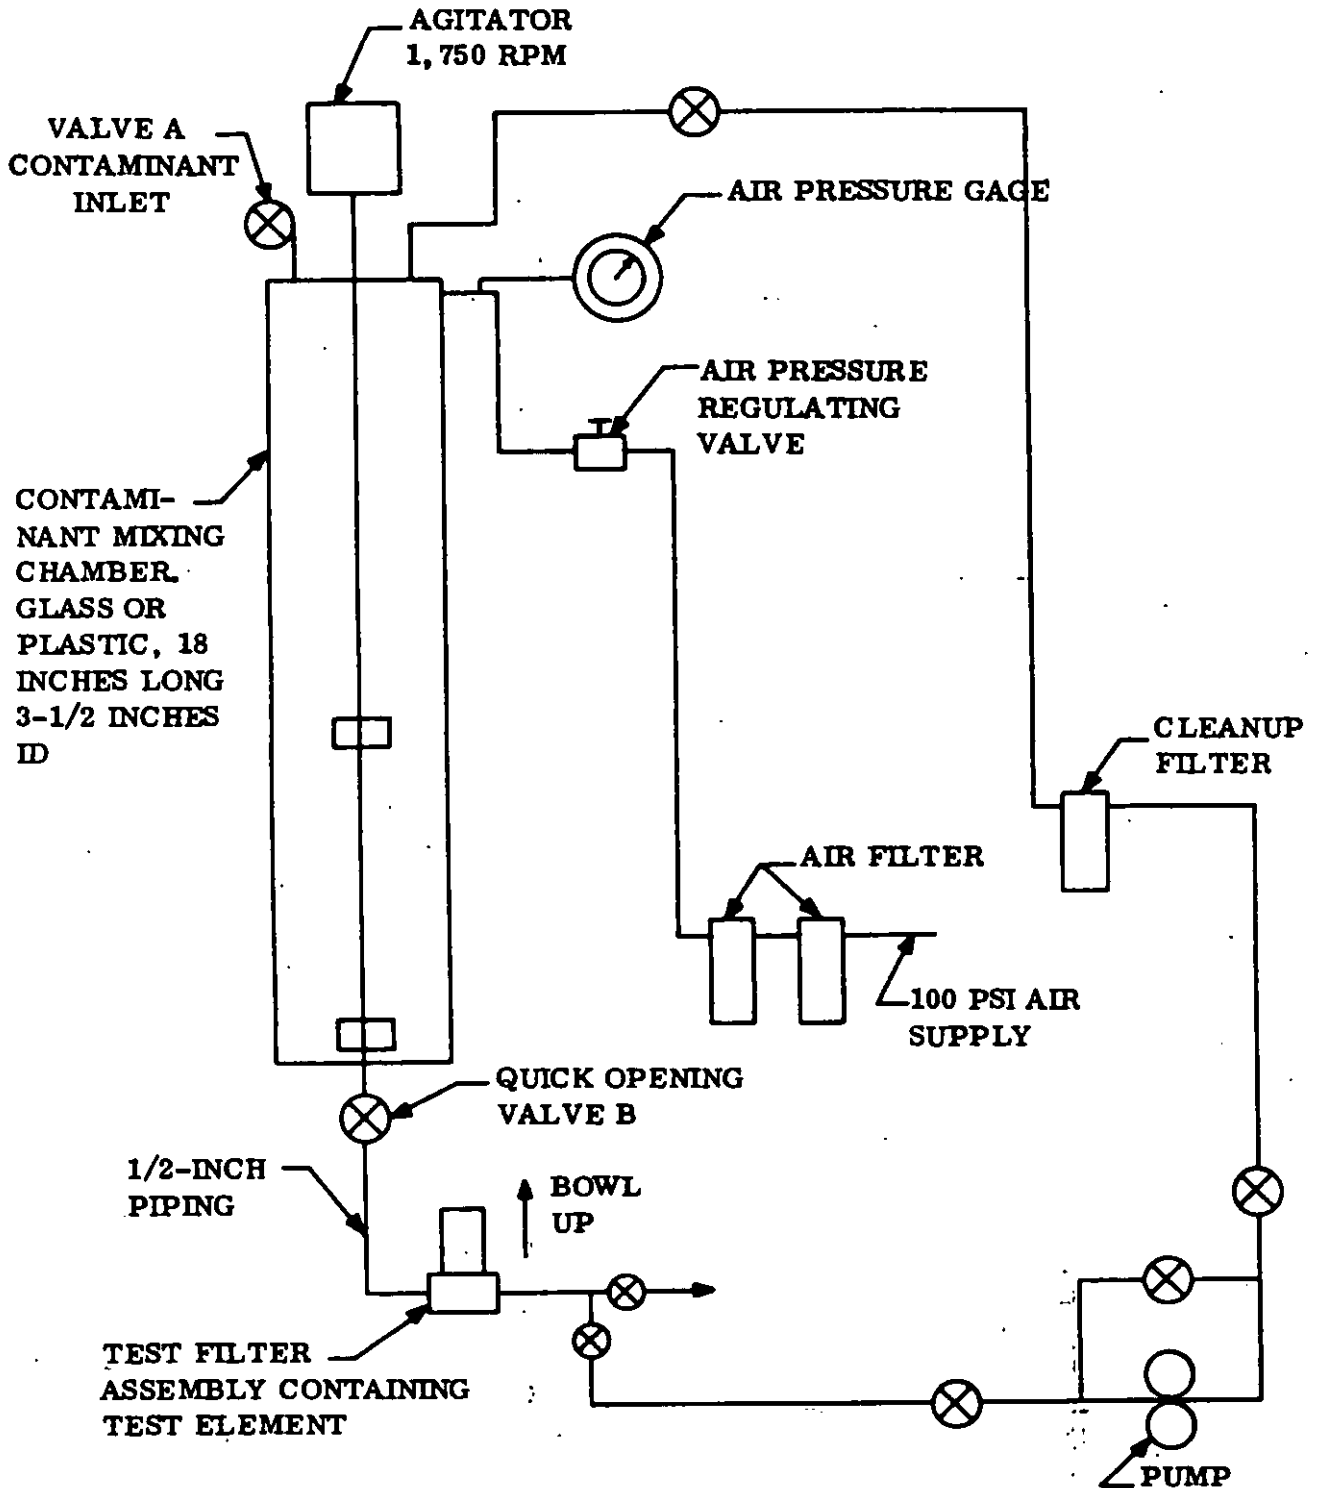 AGITATOR
1,750 RPM
VALVE A
CONTAMINANT
INLET
AIR PRESSURE GAGE
AIR PRESSURE
REGULATING
VALVE
CONTAMI-
NANT MIXING
CHAMBER.
GLASS OR
PLASTIC, 18
INCHES LONG
3-1/2 INCHES
ID
CLEANUP
FILTER
AIR FILTER
100 PSI AIR
SUPPLY
QUICK OPENING
VALVE B
1/2-INCH
PIPING
BOWL
UP
TEST FILTER
ASSEMBLY CONTAINING
TEST ELEMENT
PUMP